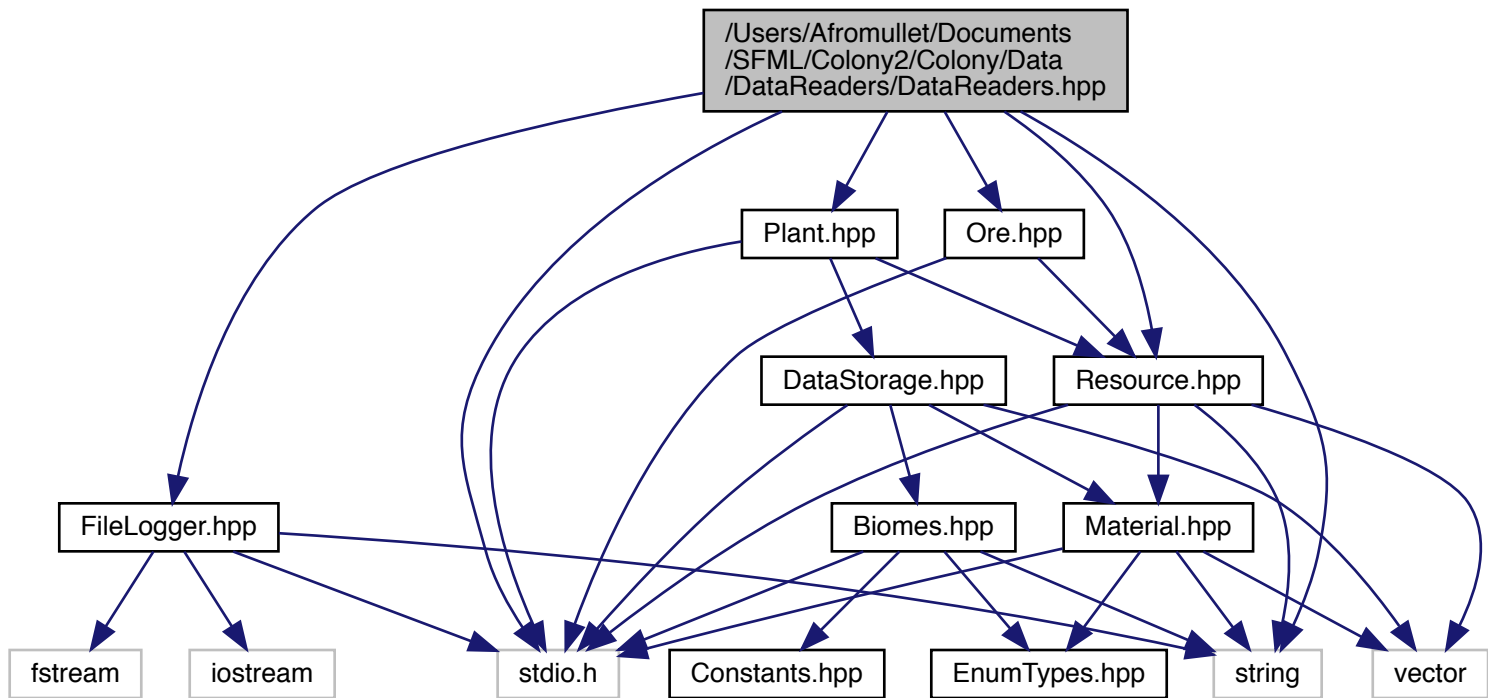 /Users/Afromullet/Documents
/SFML/Colony2/Colony/Data
/DataReaders/DataReaders.hpp
Plant.hpp
Ore.hpp
DataStorage.hpp
Resource.hpp
FileLogger.hpp
Biomes.hpp
Material.hpp
fstream
iostream
stdio.h
Constants.hpp
EnumTypes.hpp
string
vector